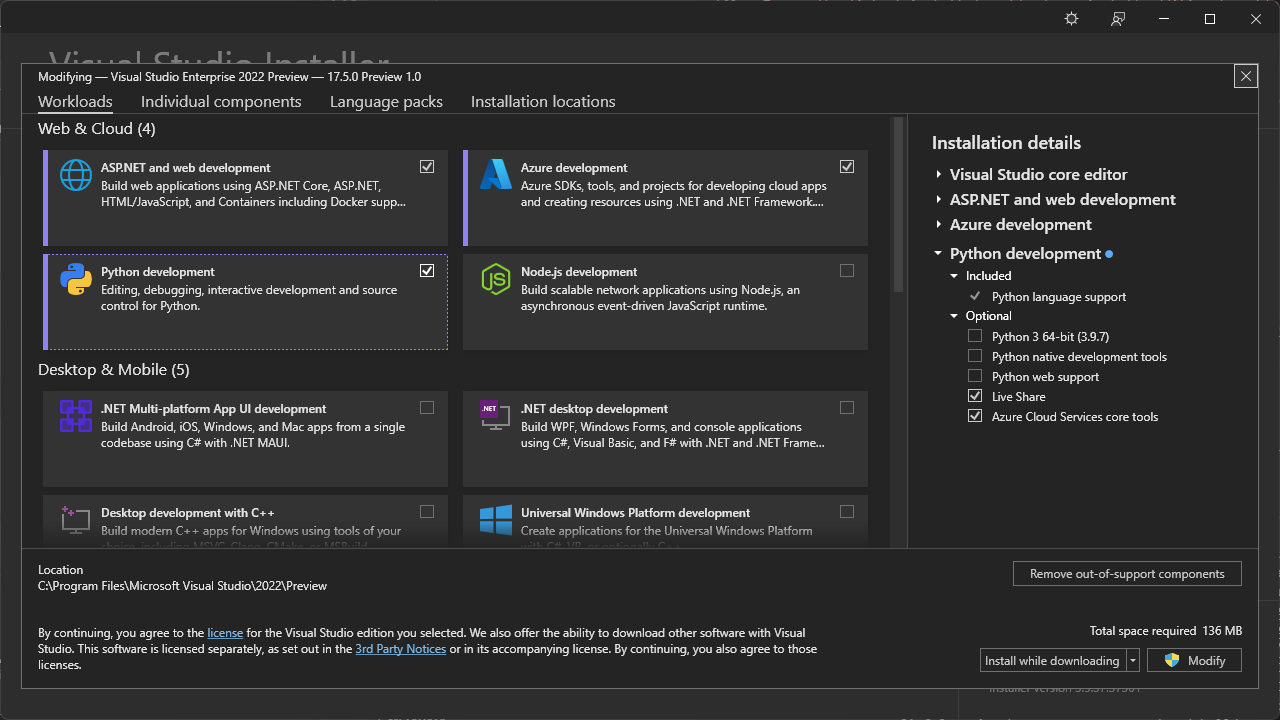 Visual Studio Installer
Modifying — Visual Studio Enterprise 2022 Preview — 17.5.0 Preview 1.0
Workloads
Individual components
Language packs
Installation locations
Web & Cloud (4)
ASP.NET and web development
Build web applications using ASP.NET Core, ASP.NET,
HTML/JavaScript, and Containers including Docker supp...
Azure development
Azure SDKs, tools, and projects for developing cloud apps
and creating resources using .NET and .NET Framework....
Python development
Editing, debugging, interactive development and source
control for Python.
JS
Node.js development
Build scalable network applications using Node.js, an
asynchronous event-driven JavaScript runtime.
Desktop & Mobile (5)
.NET Multi-platform App UI development
Build Android, iOS, Windows, and Mac apps from a single
codebase using C# with .NET MAUI.
.NET
.NET desktop development
Build WPF, Windows Forms, and console applications
using C#, Visual Basic, and F# with .NET and .NET Frame...
Desktop development with C++
Build modern C++ apps for Windows using tools of your
choice, including MSVC, Clang, CMake, or MSBuild.
Universal Windows Platform development
Create applications for the Universal Windows Platform
with C#, VB, or optionally C++.
Installation details
Visual Studio core editor
ASP.NET and web development
Azure development
Python development
Included
Python language support
Optional
Python 3 64-bit (3.9.7)
Python native development tools
Python web support
Live Share
Azure Cloud Services core tools
Location
C:\Program Files\Microsoft Visual Studio\2022\Preview
Remove out-of-support components
By continuing, you agree to the license for the Visual Studio edition you selected. We also offer the ability to download other software with Visual
Studio. This software is licensed separately, as set out in the 3rd Party Notices or in its accompanying license. By continuing, you also agree to those
licenses.
Total space required 136 MB
Install while downloading
Modify